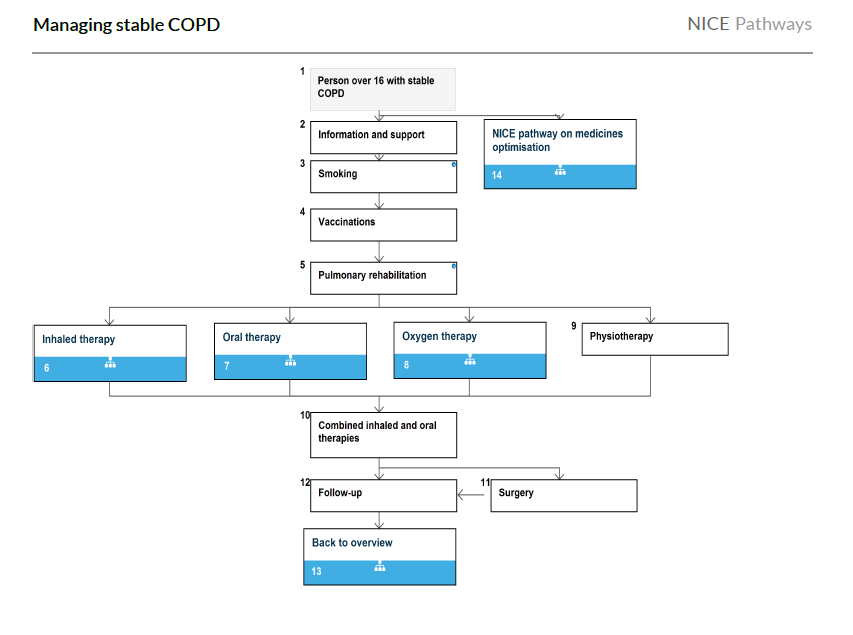 Managing stable COPD
NICE Pathways
1
Person over 16 with stable
COPD
2
Information and support
NICE pathway on medicines
optimisation
14
3
Smoking
4
Vaccinations
5
Pulmonary rehabilitation
Inhaled therapy
6
Oral therapy
7
Oxygen therapy
8
9
Physiotherapy
10
Combined inhaled and oral
therapies
12
Follow-up
11
Surgery
Back to overview
13